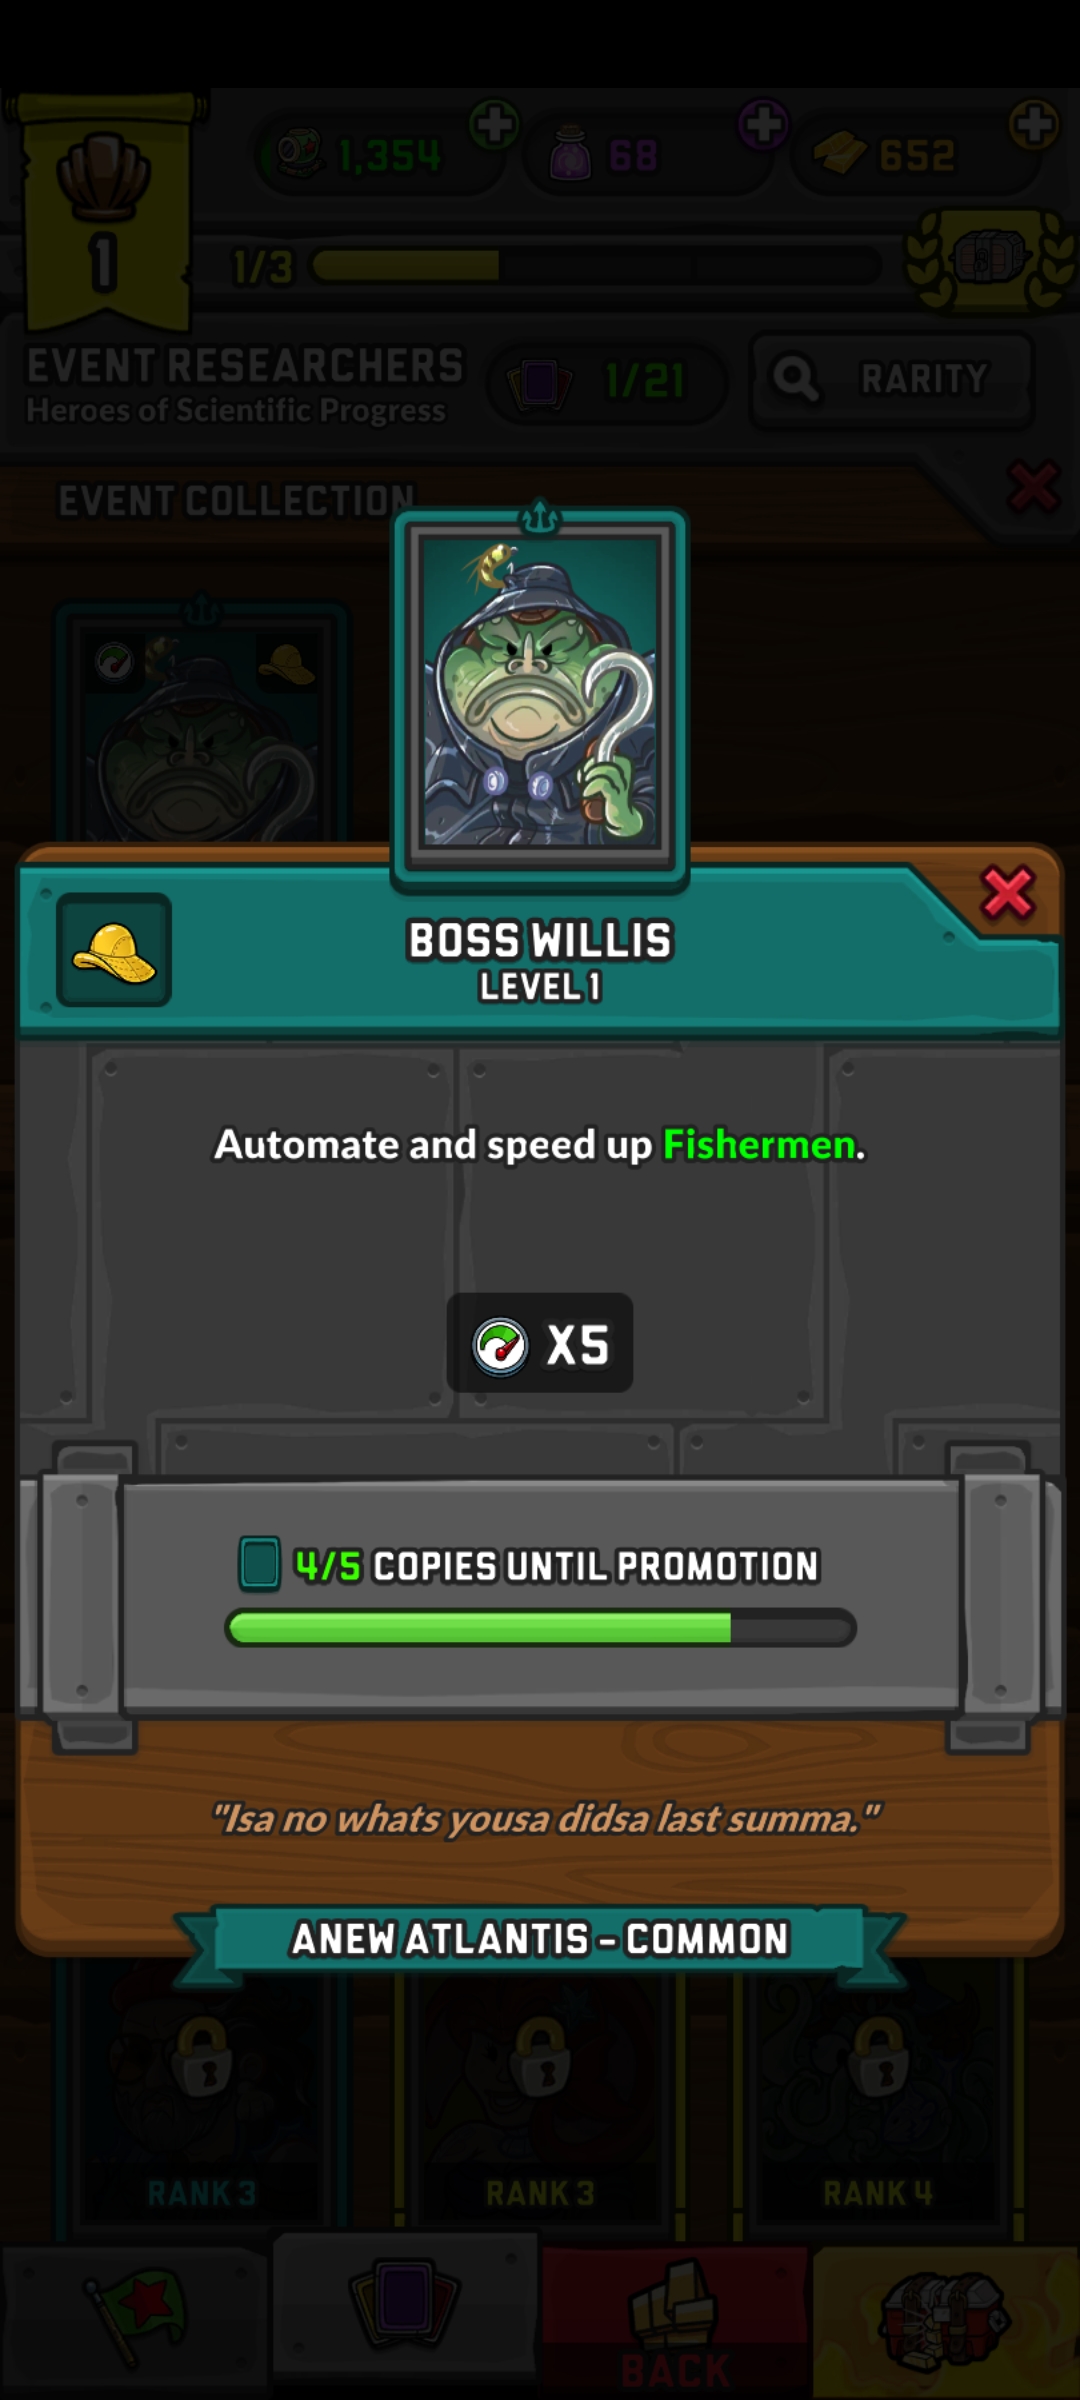 1,354
68
652
1
1/3
EVENT RESEARCHERS
Heroes of Scientific Progress
1/21
RARITY
EVENT COLLECTION
BOSS WILLIS
LEVEL 1
Automate and speed up Fishermen.
X5
4/5 COPIES UNTIL PROMOTION
"Isa no whats yousa didsa last summa."
ANEW ATLANTIS - COMMON
RANK 3
RANK 3
RANK 4
BACK